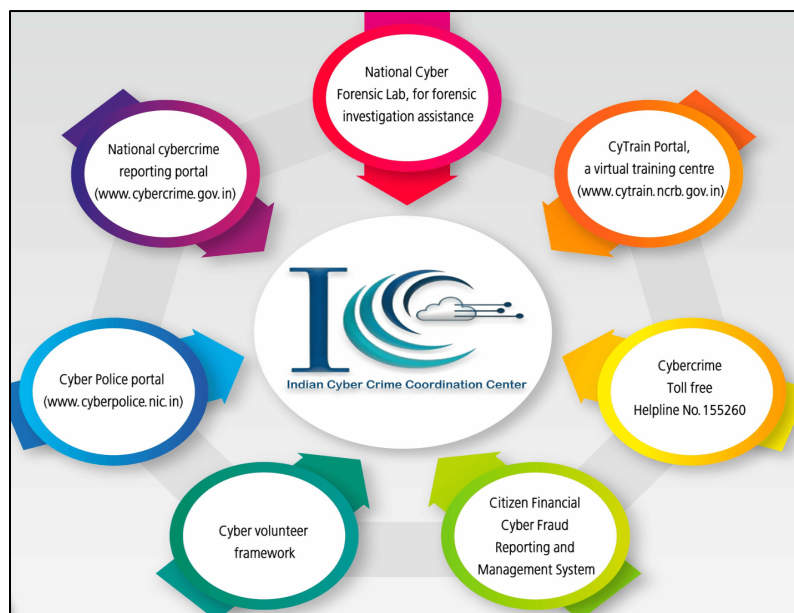 National Cyber
Forensic Lab, for forensic
investigation assistance
National cybercrime
reporting portal
(www.cybercrime.gov.in)
CyTrain Portal,
a virtual training centre
(www.cytrain.ncrb.gov.in)
I
Indian Cyber Crime Coordination Center
Cyber Police portal
(www.cyberpolice.nic.in)
Cybercrime
Toll free
Helpline No. 155260
Cyber volunteer
framework
Citizen Financial
Cyber Fraud
Reporting and
Management System